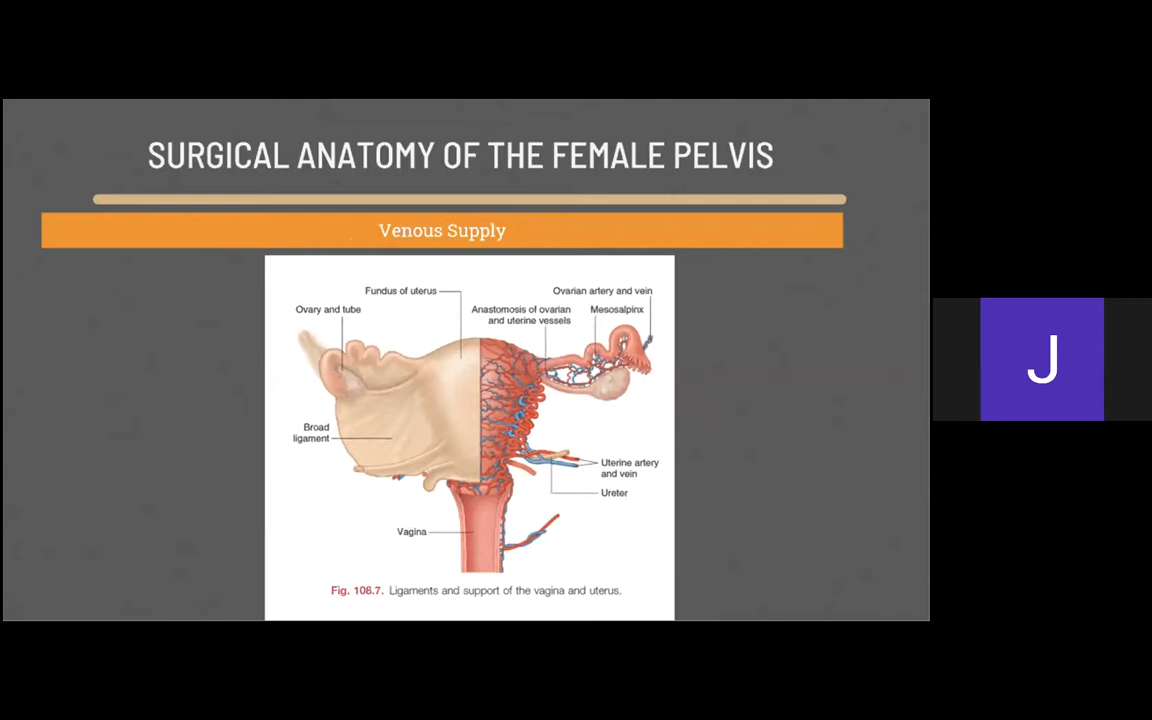 SURGICAL ANATOMY OF THE FEMALE PELVIS
Venous Supply
Fundus of uterus
Ovarian artery and vein
Ovary and tube
Anastomosis of ovarian
and uterine vessels
Mesosalpinx
Broad
ligament
Uterine artery
and vein
Ureter
Vagina
Fig. 108.7. Ligaments and support of the vagina and uterus.
J